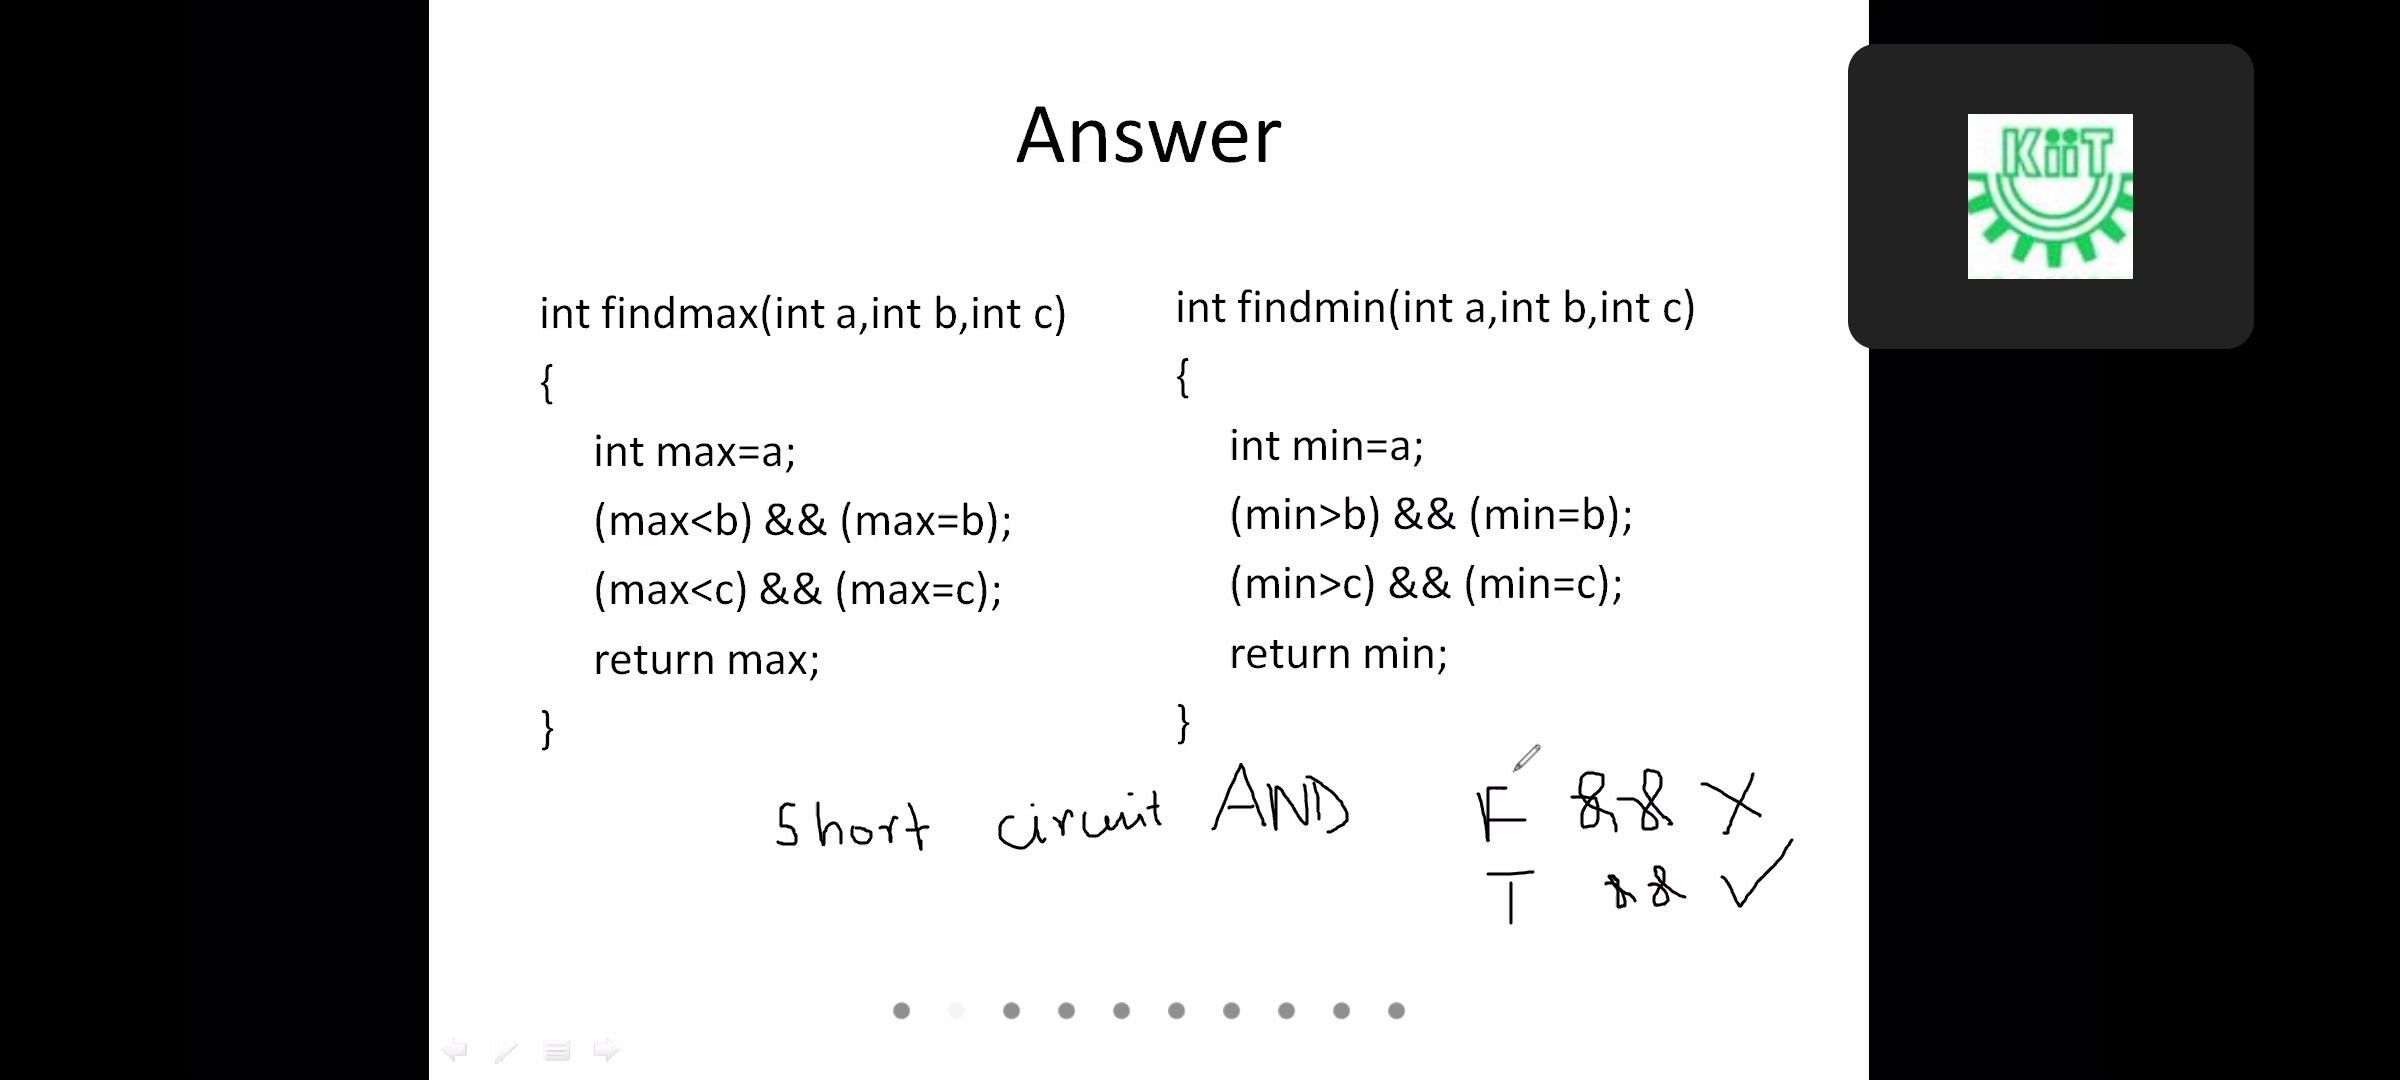 Answer
KiiT
int findmax(int a,int b,int c)
{
int max=a;
(max<b) && (max=b);
(max<c) && (max=c);
return max;
}
int findmin(int a,int b,int c)
{
int min=a;
(min>b) && (min=b);
(min>c) && (min=c);
return min;
}
Short circuit AND
F && X
T && ✓